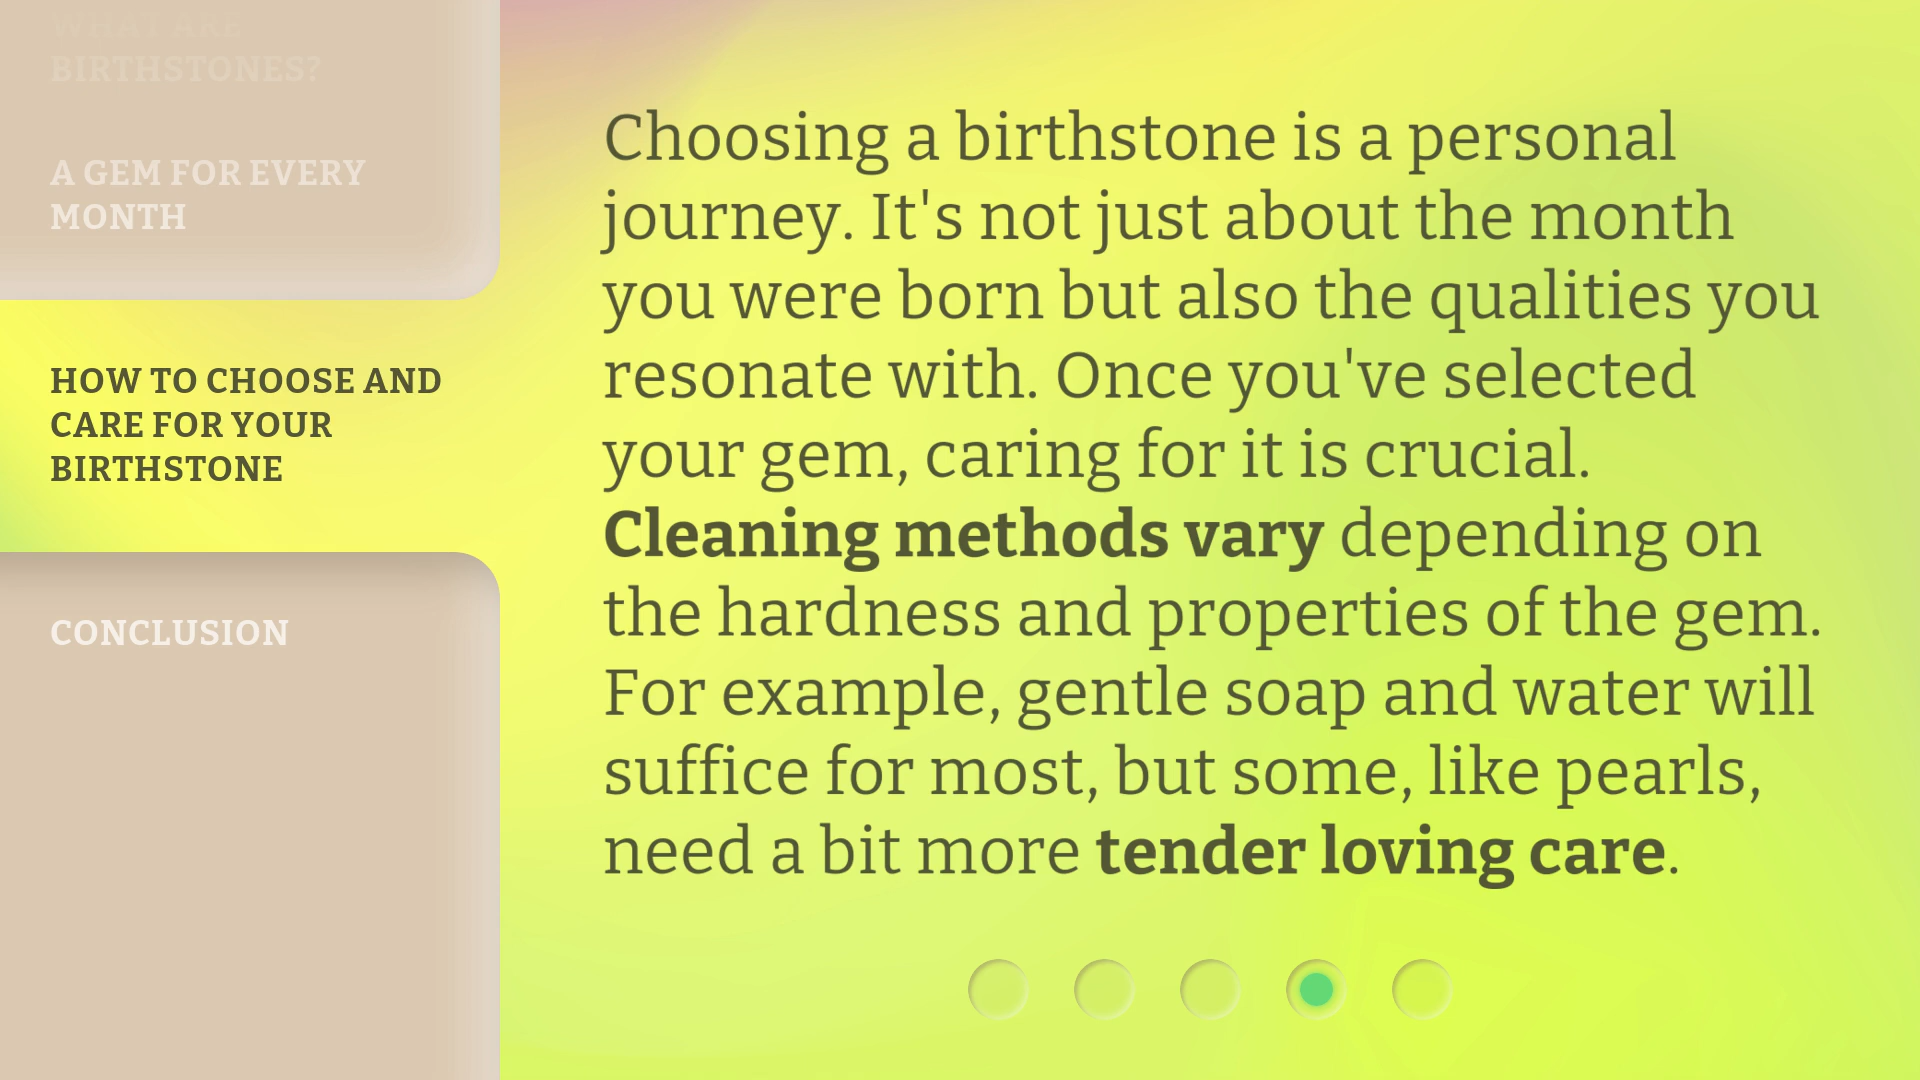 WHAT ARE
BIRTHSTONES?
A GEM FOR EVERY
MONTH
HOW TO CHOOSE AND
CARE FOR YOUR
BIRTHSTONE
CONCLUSION
Choosing a birthstone is a personal
journey. It's not just about the month
you were born but also the qualities you
resonate with. Once you've selected
your gem, caring for it is crucial.
Cleaning methods vary depending on
the hardness and properties of the gem.
For example, gentle soap and water will
suffice for most, but some, like pearls,
need a bit more tender loving care.